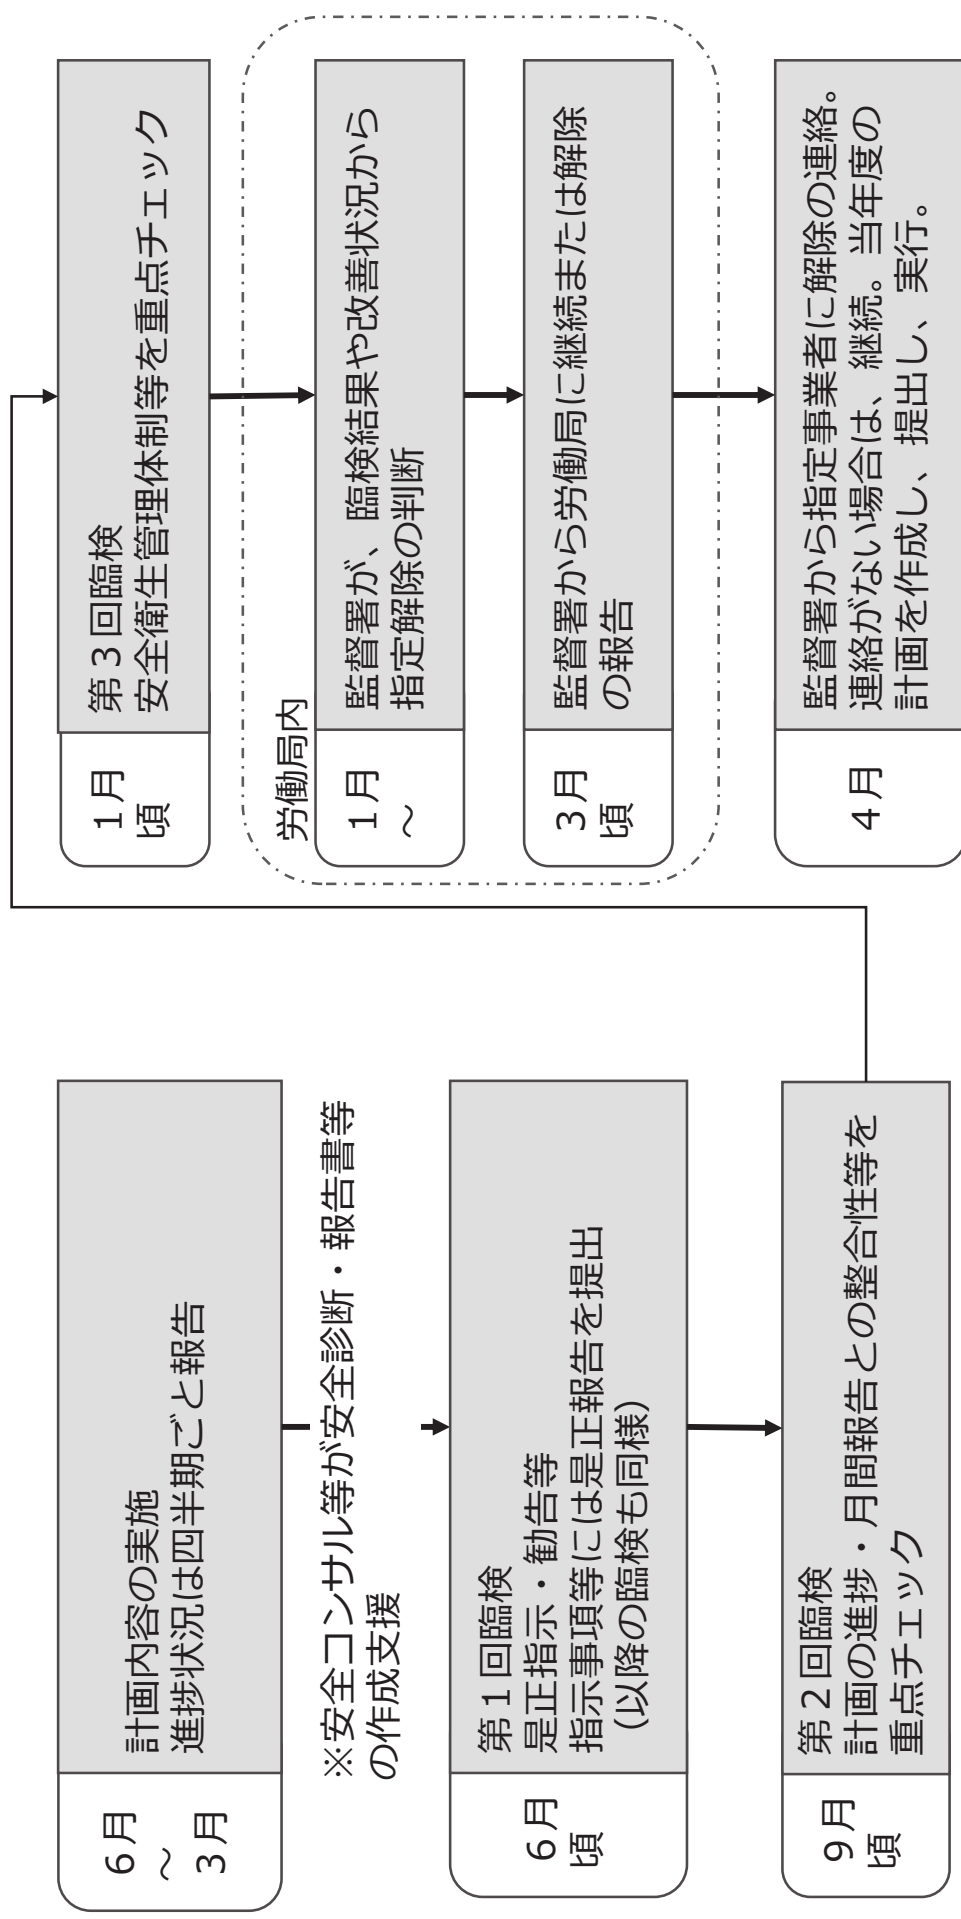 6月
～
3月
計画内容の実施
進捗状況は四半期ごと報告
※安全コンサル等が安全診断・報告書等
の作成支援
6月
頃
第1回臨検
是正指示・勧告等
指示事項等には是正報告を提出
（以降の臨検も同様）
9月
頃
第2回臨検
計画の進捗・月間報告との整合性等を
重点チェック
1月
頃
第3回臨検
安全衛生管理体制等を重点チェック
労働局内
1月
～
監督署が、臨検結果や改善状況から
指定解除の判断
3月
頃
監督署から労働局に継続または解除
の報告
4月
監督署から指定事業者に解除の連絡。
連絡がない場合は、継続。当年度の
計画を作成し、提出し、実行。